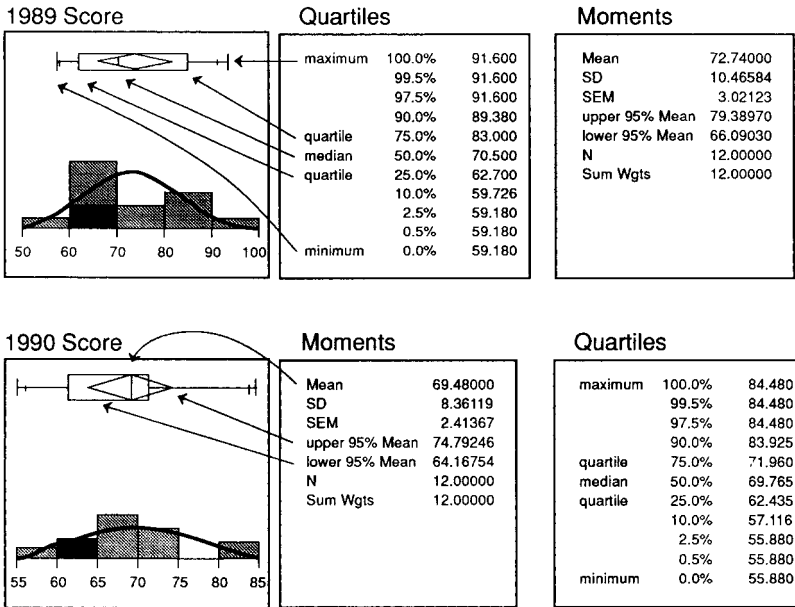 1989 Score
Quartiles
Moments
maximum 100.0% 91.600
99.5% 91.600
97.5% 91.600
90.0% 89.380
quartile 75.0% 83.000
median 50.0% 70.500
quartile 25.0% 62.700
10.0% 59.726
2.5% 59.180
0.5% 59.180
minimum 0.0% 59.180
50 60 70 80 90 100
Mean 72.74000
SD 10.46584
SEM 3.02123
upper 95% Mean 79.38970
lower 95% Mean 66.09030
N 12.00000
Sum Wgts 12.00000
1990 Score
Moments
Quartiles
Mean 69.48000
SD 8.36119
SEM 2.41367
upper 95% Mean 74.79246
lower 95% Mean 64.16754
N 12.00000
Sum Wgts 12.00000
55 60 65 70 75 80 85
maximum 100.0% 84.480
99.5% 84.480
97.5% 84.480
90.0% 83.925
quartile 75.0% 71.960
median 50.0% 69.765
quartile 25.0% 62.435
10.0% 57.116
2.5% 55.880
0.5% 55.880
minimum 0.0% 55.880